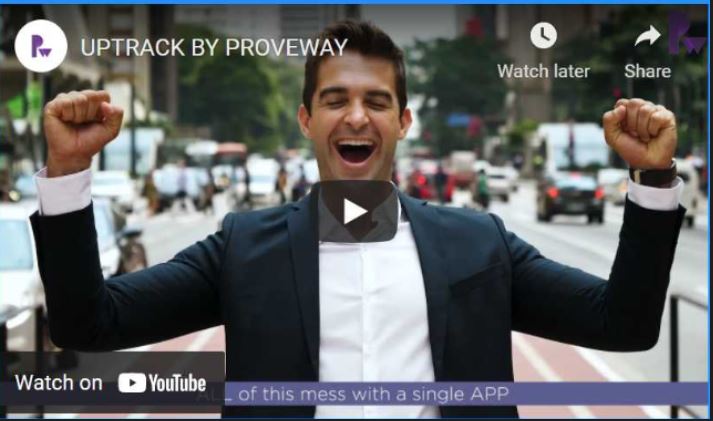 UPTRACK BY PROVEWAY
Watch later
Share
Watch on YouTube
ALL of this mess with a single APP